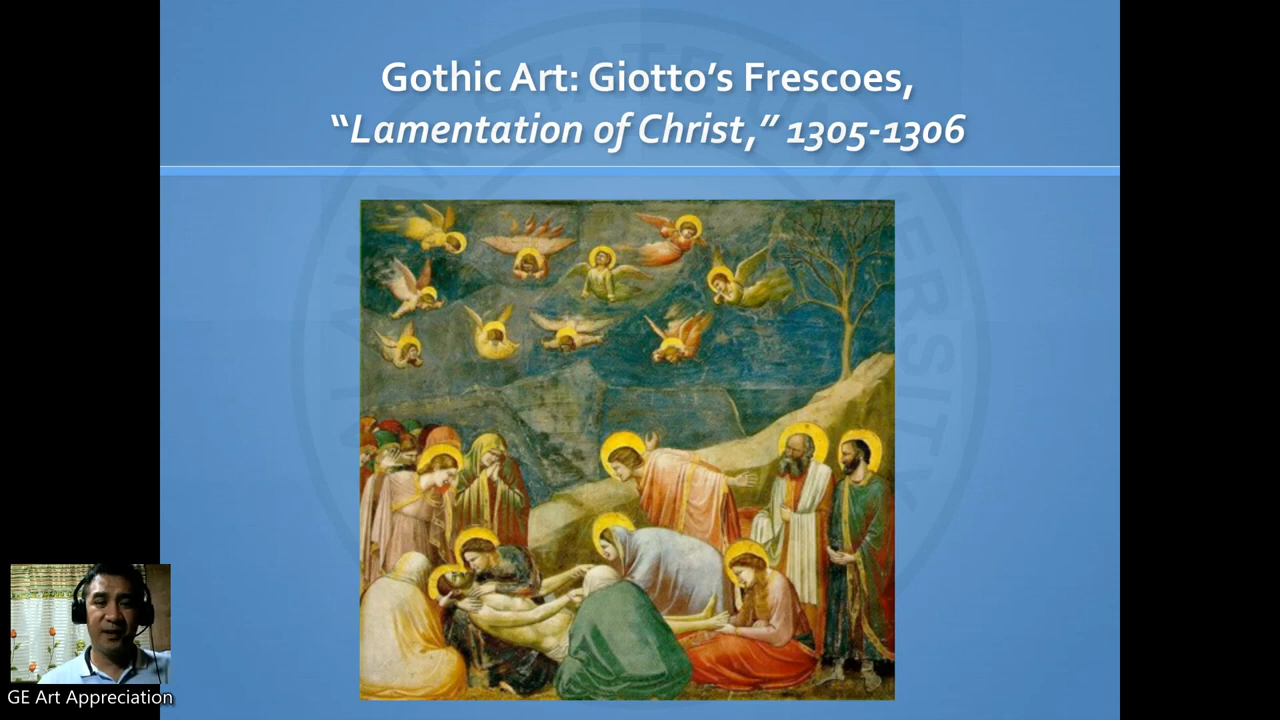 Gothic Art: Giotto’s Frescoes,
“Lamentation of Christ,” 1305-1306
GE Art Appreciation